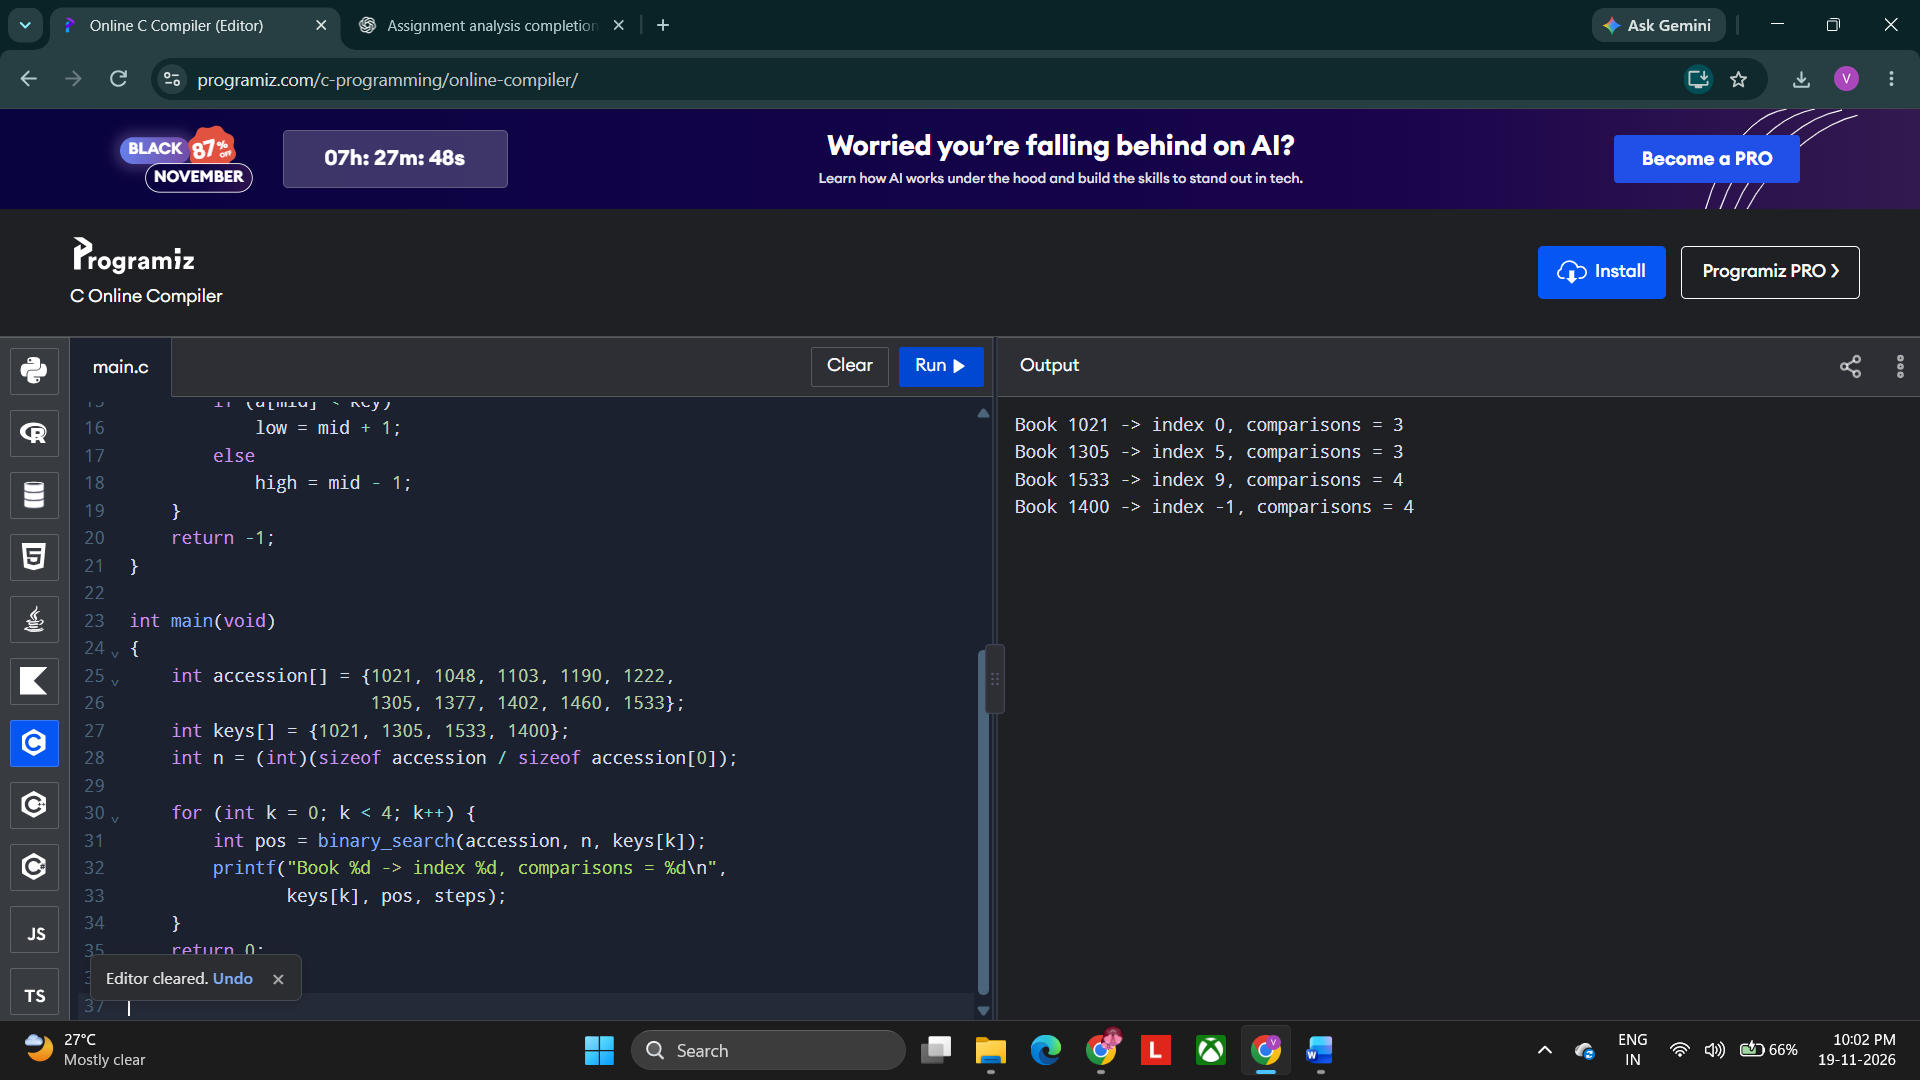 Online C Compiler (Editor)
Assignment analysis completion
Ask Gemini
programiz.com/c-programming/online-compiler/
V
BLACK 87% OFF
NOVEMBER
07h: 27m: 48s
Worried you’re falling behind on AI?
Learn how AI works under the hood and build the skills to stand out in tech.
Become a PRO
Programiz
C Online Compiler
Install
Programiz PRO
main.c
Clear
Run
Output
15 if (a[mid] < key)
16 low = mid + 1;
17 else
18 high = mid - 1;
19 }
20 return -1;
21 }
22
23 int main(void)
24 {
25 int accession[] = {1021, 1048, 1103, 1190, 1222,
26 1305, 1377, 1402, 1460, 1533};
27 int keys[] = {1021, 1305, 1533, 1400};
28 int n = (int)(sizeof accession / sizeof accession[0]);
29
30 for (int k = 0; k < 4; k++) {
31 int pos = binary_search(accession, n, keys[k]);
32 printf("Book %d -> index %d, comparisons = %d\n",
33 keys[k], pos, steps);
34 }
35 return 0;
37
Editor cleared. Undo
Book 1021 -> index 0, comparisons = 3
Book 1305 -> index 5, comparisons = 3
Book 1533 -> index 9, comparisons = 4
Book 1400 -> index -1, comparisons = 4
JS
TS
27°C
Mostly clear
Search
L
V
W
ENG
IN
66%
10:02 PM
19-11-2026